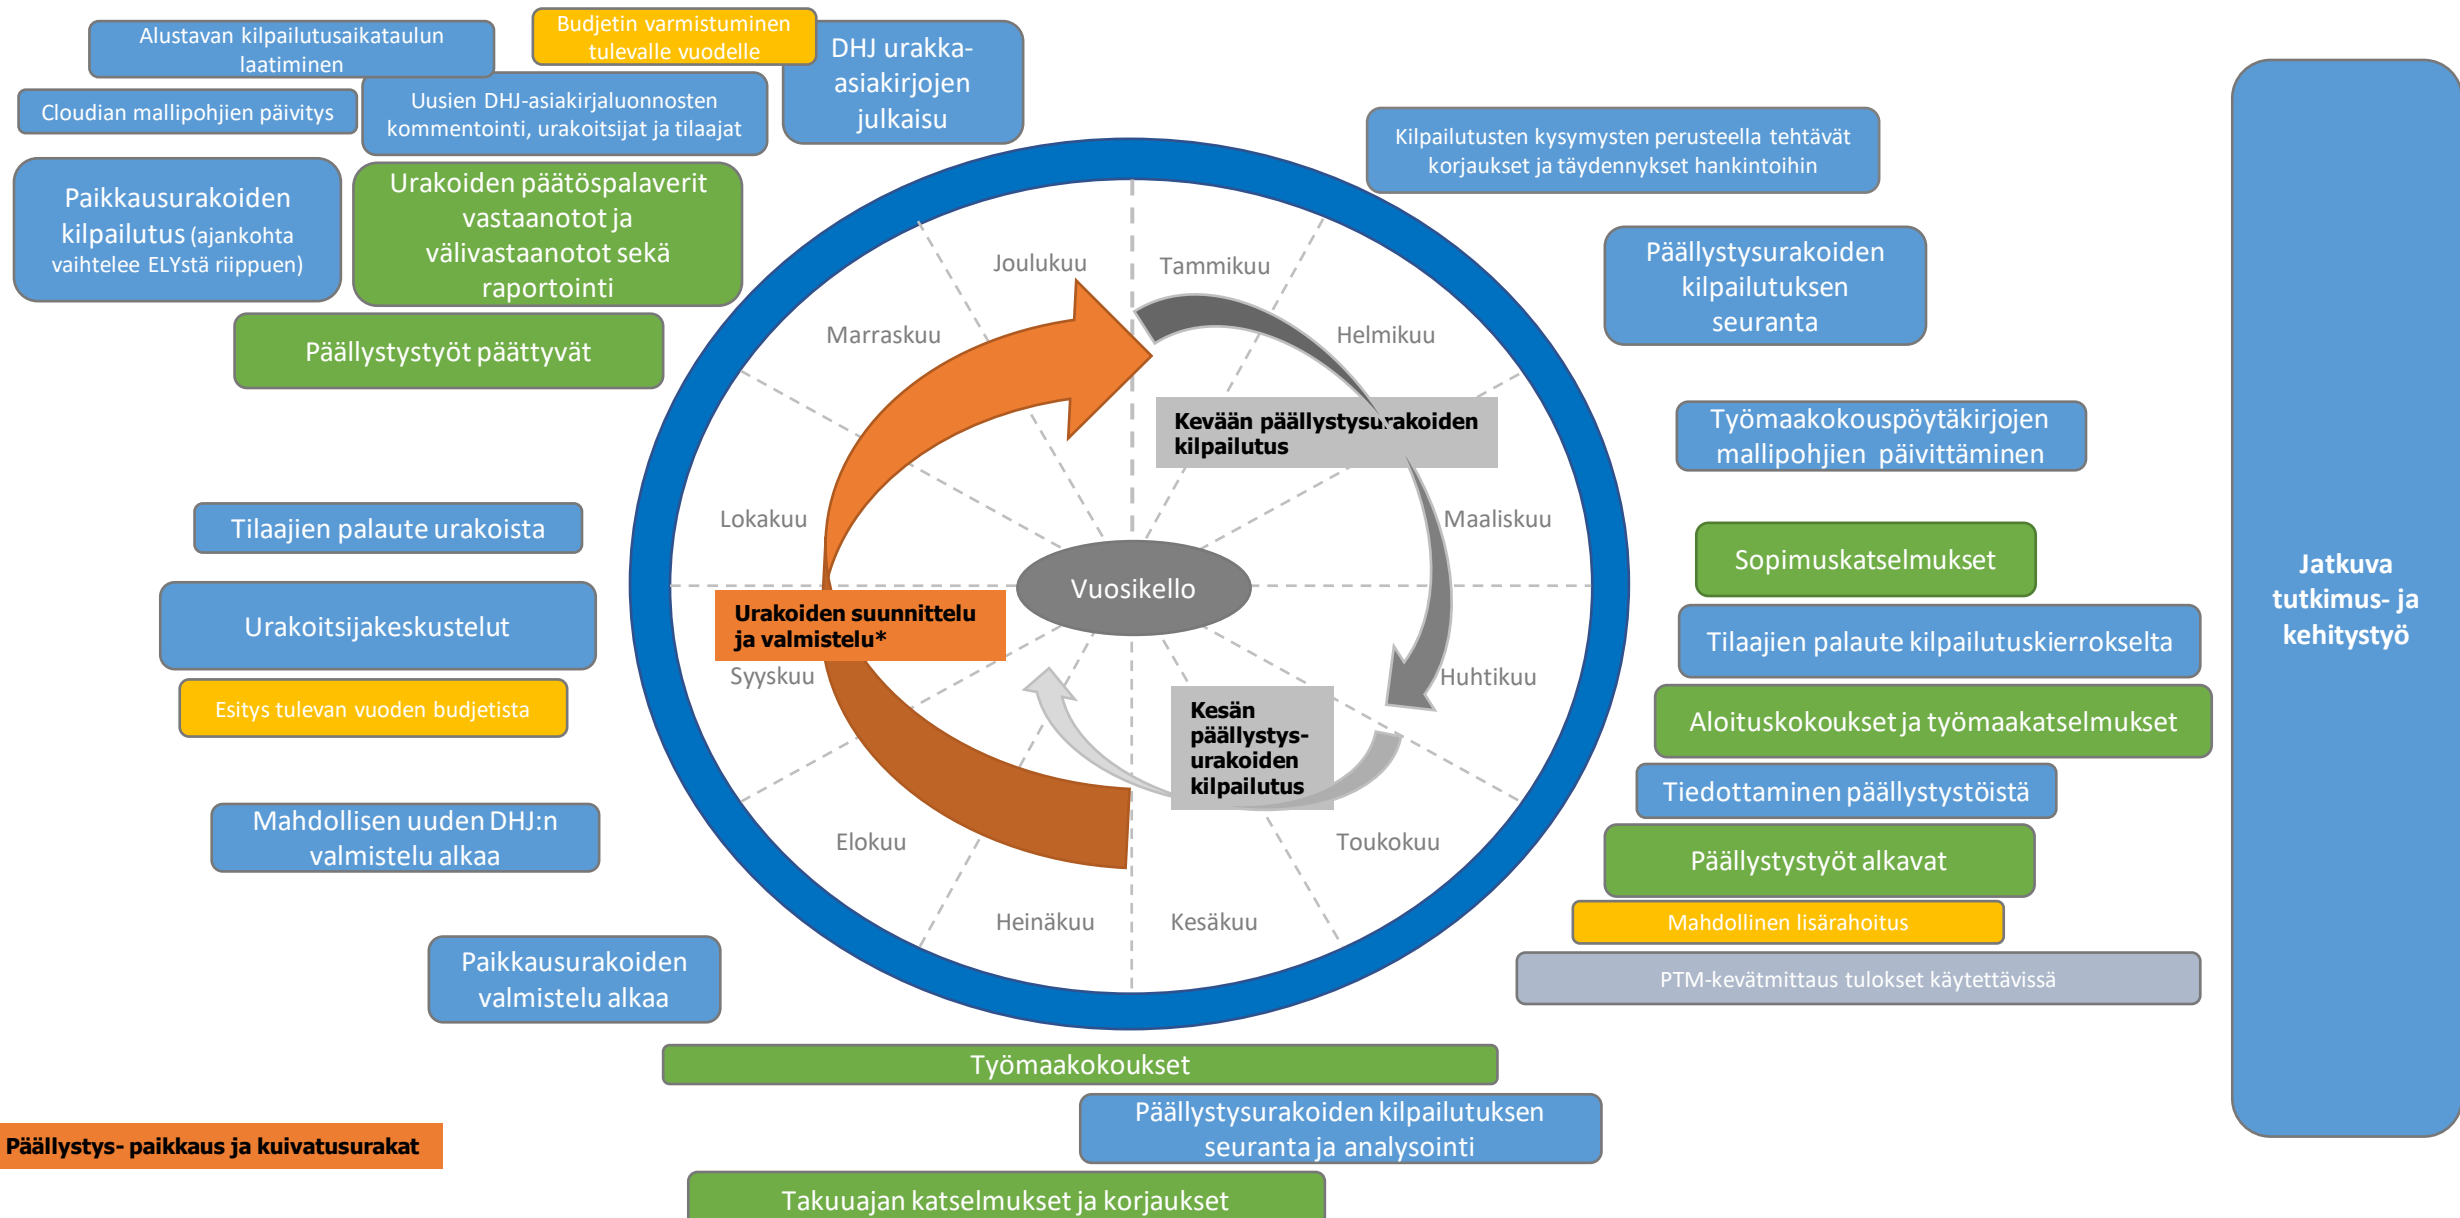 Alustavan kilpailutusaikataulun
laatiminen
Budjetin varmistuminen
tulevalle vuodelle
DHJ urakka-
asiakirjojen
julkaisu
Cloudian mallipohjien päivitys
Uusien DHJ-asiakirjaluonnosten
kommentointi, urakoitsijat ja tilaajat
Kilpailutusten kysymysten perusteella tehtävät
korjaukset ja täydennykset hankintoihin
Paikkausurakoiden
kilpailutus (ajankohta
vaihtelee ELYstä riippuen)
Urakoiden päätöspalaverit
vastaanotot ja
välivastaanotot sekä
raportointi
Päällystystyöt päättyvät
Päällystysurakoiden
kilpailutuksen
seuranta
Joulukuu
Tammikuu
Marraskuu
Helmikuu
Kevään päällystysurakoiden
kilpailutus
Työmaakokouspöytäkirjojen
mallipohjien päivittäminen
Tilaajien palaute urakoista
Lokakuu
Maaliskuu
Sopimuskatselmukset
Vuosikello
Jatkuva
tutkimus- ja
kehitystyö
Urakoitsijakeskustelut
Urakoiden suunnittelu
ja valmistelu*
Tilaajien palaute kilpailutuskierrokselta
Syyskuu
Huhtikuu
Esitys tulevan vuoden budjetista
Kesän
päällystys-
urakoiden
kilpailutus
Aloituskokoukset ja työmaakatselmukset
Tiedottaminen päällystystöistä
Mahdollisen uuden DHJ:n
valmistelu alkaa
Elokuu
Toukokuu
Päällystystyöt alkavat
Heinäkuu
Kesäkuu
Mahdollinen lisärahoitus
Paikkausurakoiden
valmistelu alkaa
PTM-kevätmittaus tulokset käytettävissä
Työmaakokoukset
Päällystysurakoiden kilpailutuksen
seuranta ja analysointi
Päällystys- paikkaus ja kuivatusurakat
Takuuajan katselmukset ja korjaukset